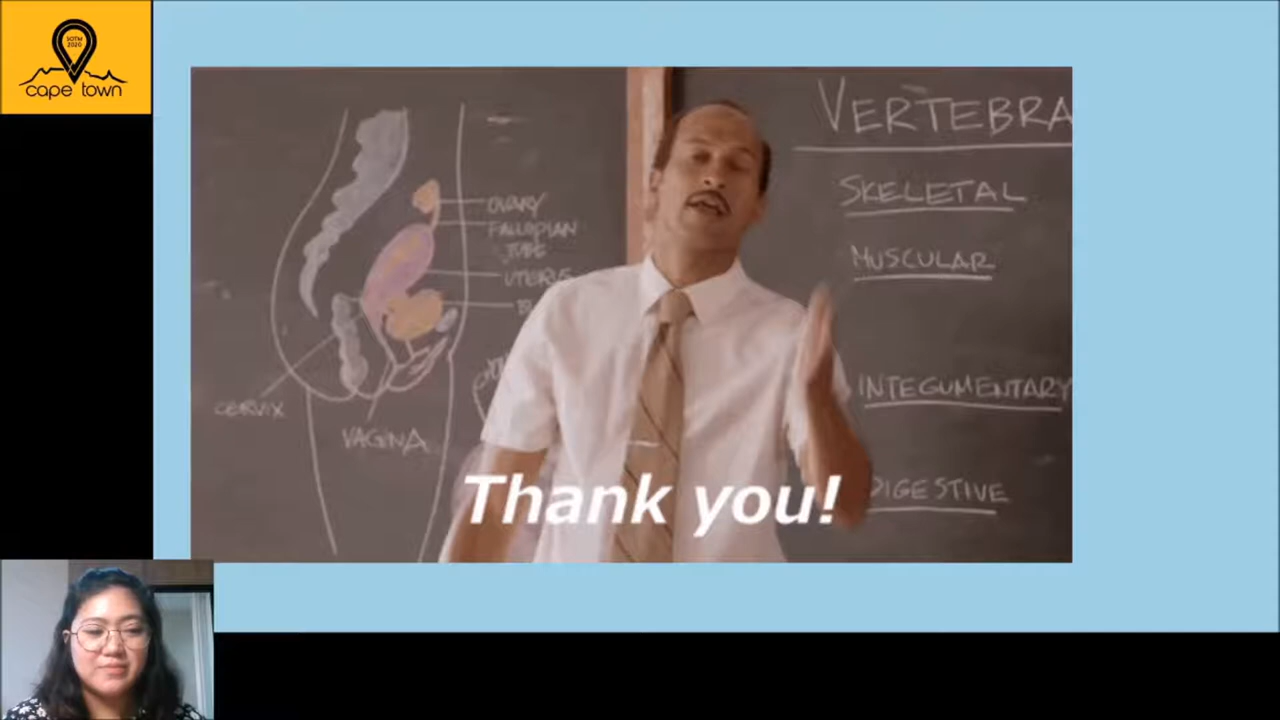 SOTM
2020
cape town
OVARY
FALLOPIAN
TUBE
UTERUS
CERVIX
VAGINA
VERTEBRA
SKELETAL
MUSCULAR
INTEGUMENTARY
DIGESTIVE
Thank you!